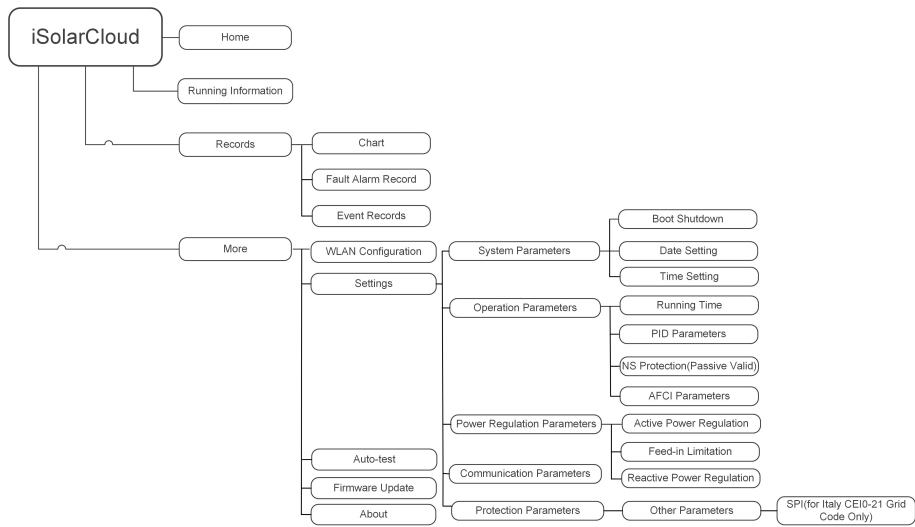 iSolarCloud
Home
Running Information
Records
Chart
Fault Alarm Record
Event Records
More
WLAN Configuration
Settings
System Parameters
Boot Shutdown
Date Setting
Time Setting
Operation Parameters
Running Time
PID Parameters
NS Protection(Passive Valid)
AFCI Parameters
Power Regulation Parameters
Active Power Regulation
Feed-in Limitation
Reactive Power Regulation
Communication Parameters
Protection Parameters
Other Parameters
SPI(for Italy CEI0-21 Grid
Code Only)
Auto-test
Firmware Update
About